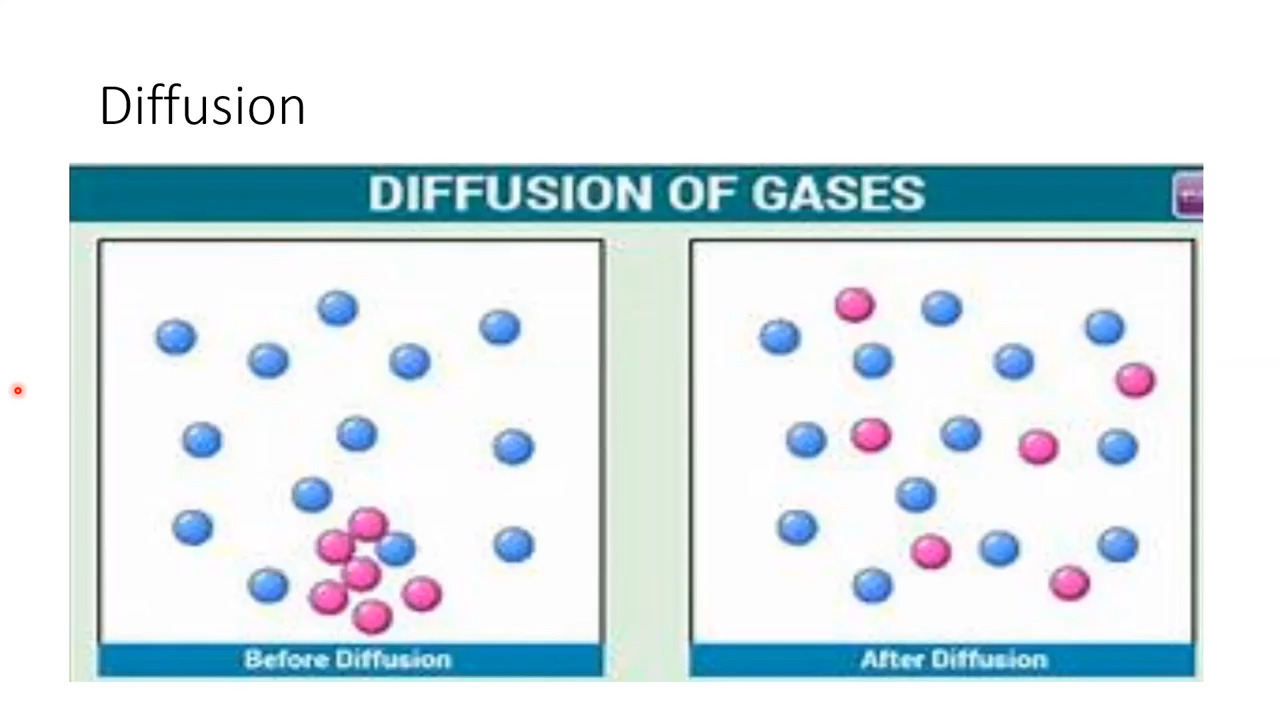 Diffusion
DIFFUSION OF GASES
Before Diffusion
After Diffusion